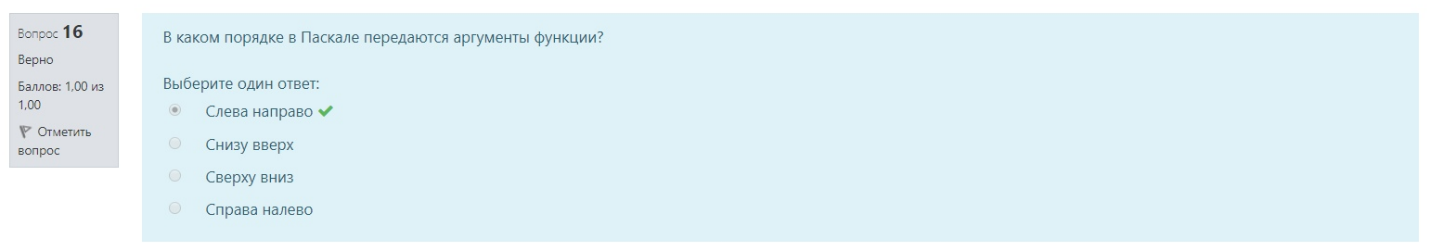 Вопрос 16
Верно
Баллов: 1,00 из
1,00
Отметить
вопрос
В каком порядке в Паскале передаются аргументы функции?
Выберите один ответ:
Слева направо
Снизу вверх
Сверху вниз
Справа налево